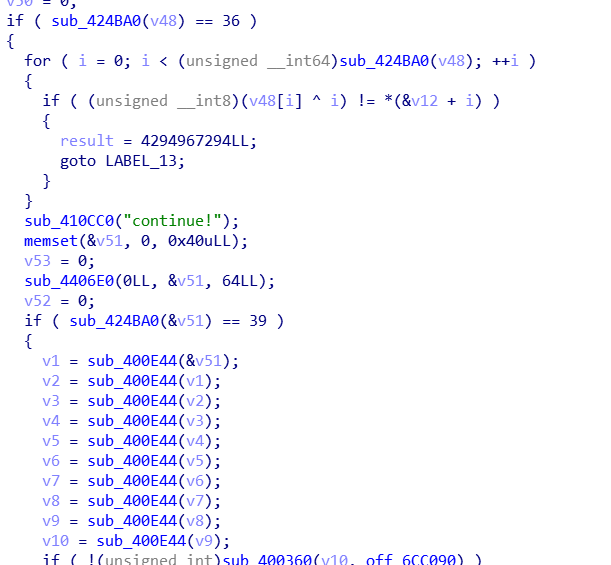 v50 = 0;
if ( sub_424BA0(v48) == 36 )
{
for ( i = 0; i < (unsigned __int64)sub_424BA0(v48); ++i )
{
if ( (unsigned __int8)(v48[i] ^ i) != *(&v12 + i) )
{
result = 4294967294LL;
goto LABEL_13;
}
}
sub_410CC0("continue!");
memset(&v51, 0, 0x40uLL);
v53 = 0;
sub_4406E0(0LL, &v51, 64LL);
v52 = 0;
if ( sub_424BA0(&v51) == 39 )
{
v1 = sub_400E44(&v51);
v2 = sub_400E44(v1);
v3 = sub_400E44(v2);
v4 = sub_400E44(v3);
v5 = sub_400E44(v4);
v6 = sub_400E44(v5);
v7 = sub_400E44(v6);
v8 = sub_400E44(v7);
v9 = sub_400E44(v8);
v10 = sub_400E44(v9);
if ( !(unsigned int)sub_400360(v10, off_6CC090) )